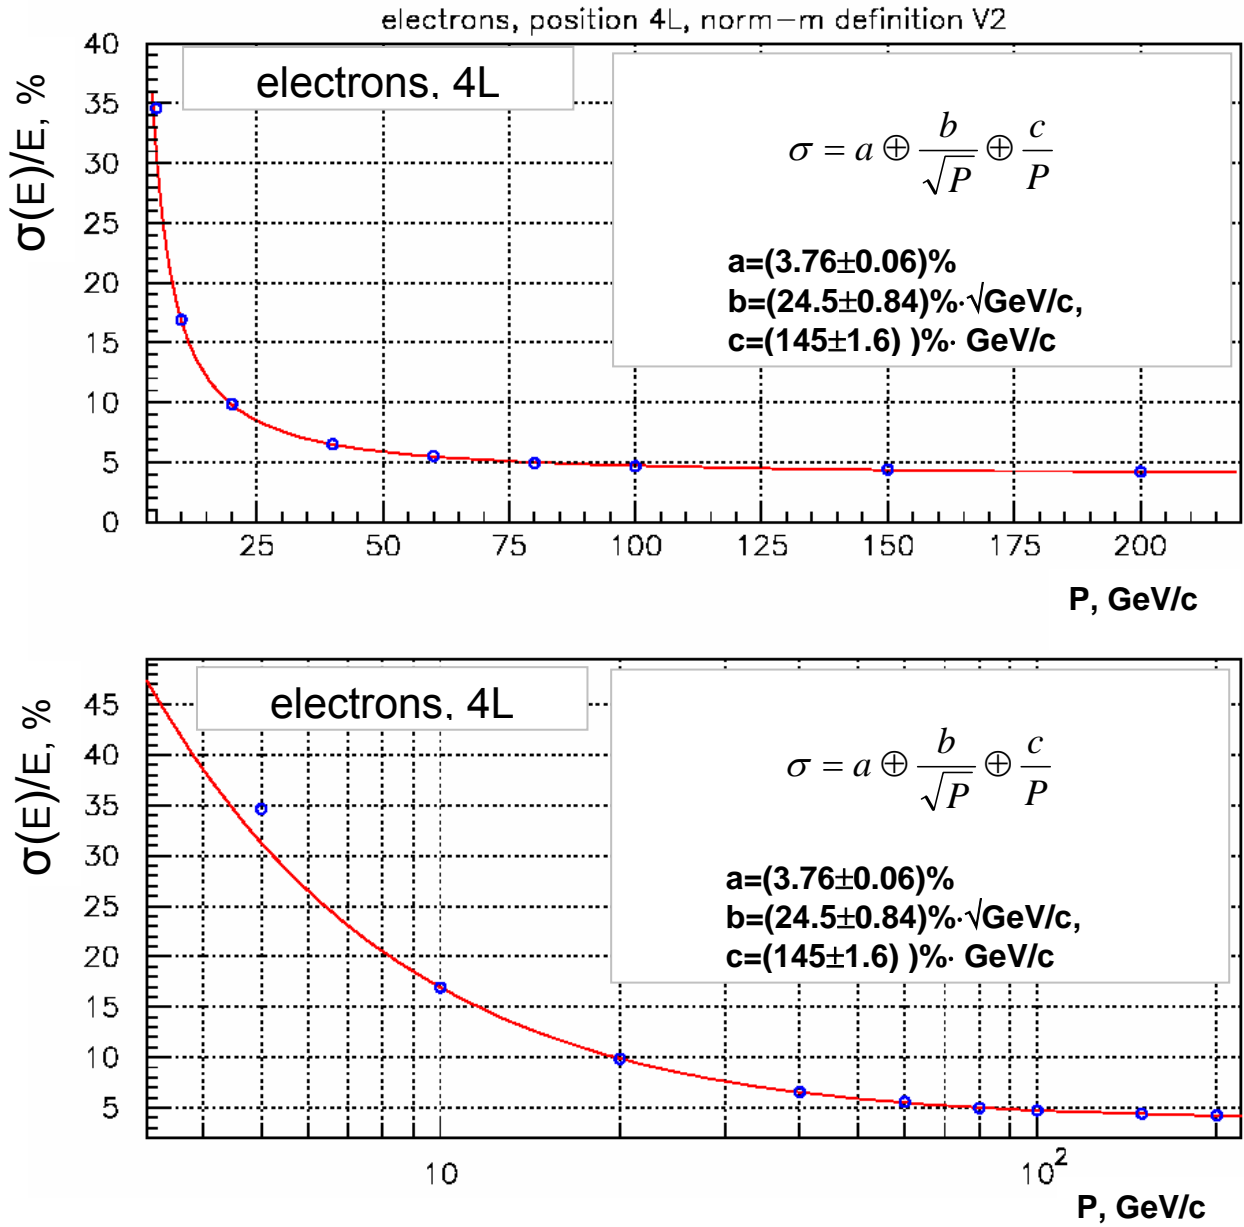 electrons, position 4L, norm-m definition V2
40
35
30
25
20
15
10
5
0
σ(E)/E, %
electrons, 4L
σ = a ⊕ b/√P ⊕ c/P
a=(3.76±0.06)%
b=(24.5±0.84)%·√GeV/c,
c=(145±1.6) )%· GeV/c
25 50 75 100 125 150 175 200
P, GeV/c
45
40
35
30
25
20
15
10
5
σ(E)/E, %
electrons, 4L
σ = a ⊕ b/√P ⊕ c/P
a=(3.76±0.06)%
b=(24.5±0.84)%·√GeV/c,
c=(145±1.6) )%· GeV/c
10 10²
P, GeV/c